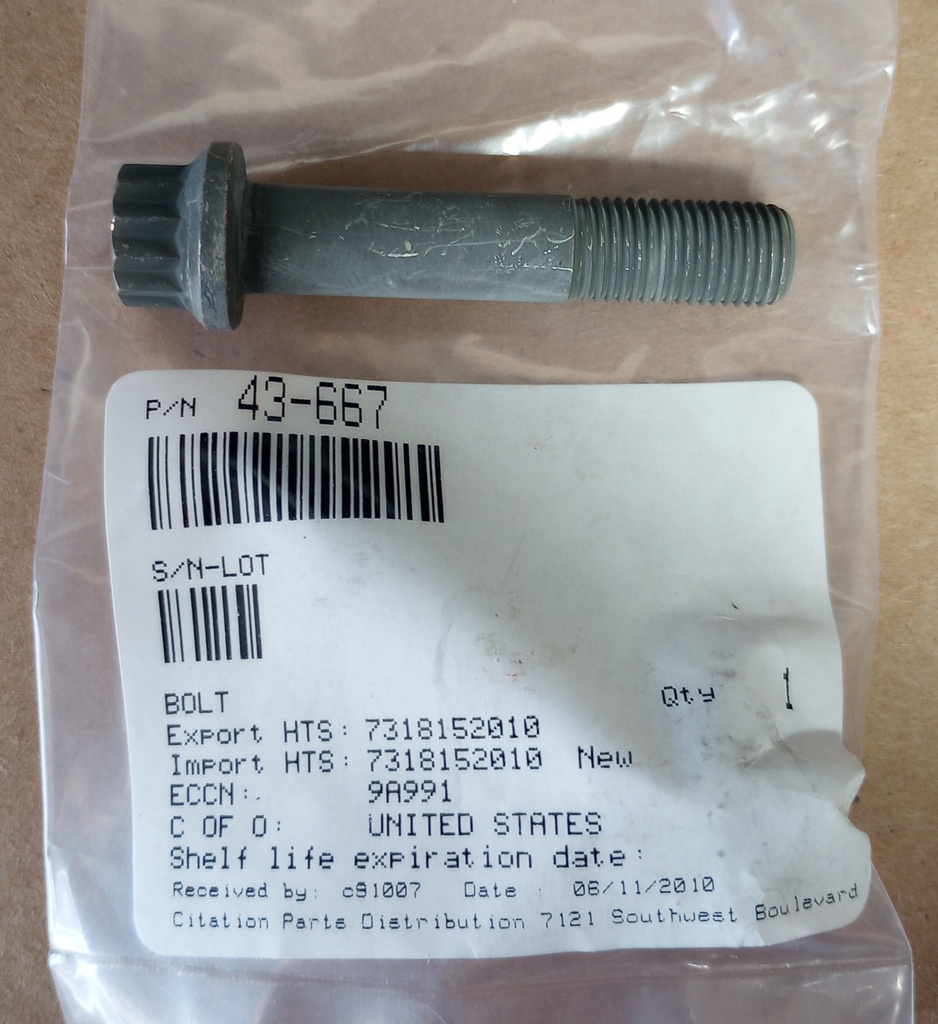 P/N 43-667
S/N-LOT
BOLT Qty 1
Export HTS: 7318152010
Import HTS: 7318152010 New
ECCN: 9A991
C OF O: UNITED STATES
Shelf life expiration date:
Received by: cS1007 Date : 06/11/2010
Citation Parts Distribution 7121 Southwest Boulevard